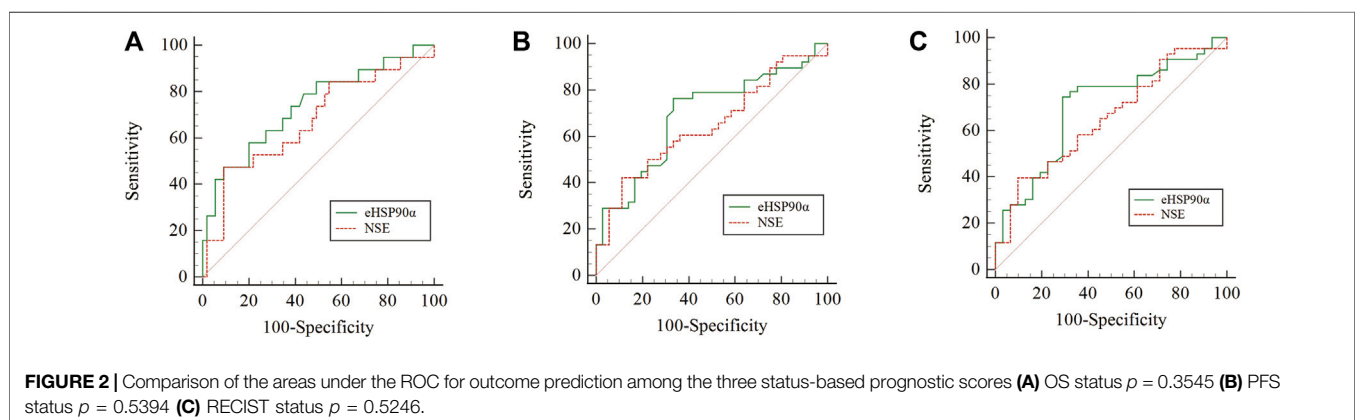 A
100
80
60
40
20
0
Sensitivity
0 20 40 60 80 100
100-Specificity
eHSP90α
NSE
B
100
80
60
40
20
0
Sensitivity
0 20 40 60 80 100
100-Specificity
eHSP90α
NSE
C
100
80
60
40
20
0
Sensitivity
0 20 40 60 80 100
100-Specificity
eHSP90α
NSE
FIGURE 2 | Comparison of the areas under the ROC for outcome prediction among the three status-based prognostic scores (A) OS status p = 0.3545 (B) PFS
status p = 0.5394 (C) RECIST status p = 0.5246.